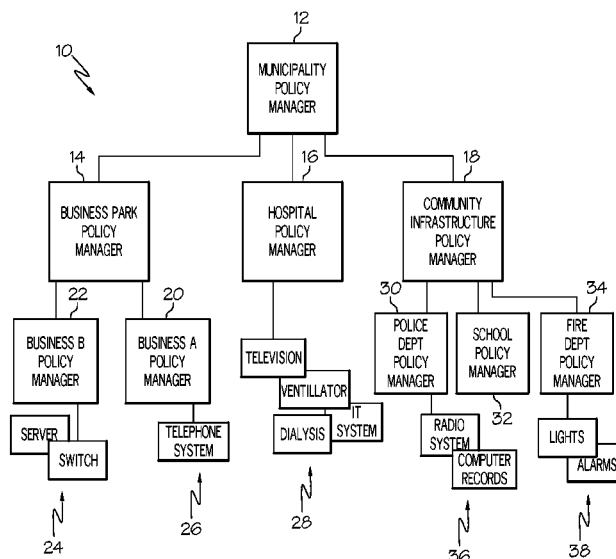 12
10
MUNICIPALITY
POLICY
MANAGER
14
16
18
BUSINESS PARK
POLICY
MANAGER
HOSPITAL
POLICY
MANAGER
COMMUNITY
INFRASTRUCTURE
POLICY
MANAGER
22
20
30
34
BUSINESS B
POLICY
MANAGER
BUSINESS A
POLICY
MANAGER
TELEVISION
VENTILLATOR
IT
SYSTEM
DIALYSIS
POLICE
DEPT
POLICY
MANAGER
SCHOOL
POLICY
MANAGER
32
FIRE
DEPT
POLICY
MANAGER
SERVER
SWITCH
TELEPHONE
SYSTEM
RADIO
SYSTEM
COMPUTER
RECORDS
LIGHTS
ALARMS
24
26
28
36
38